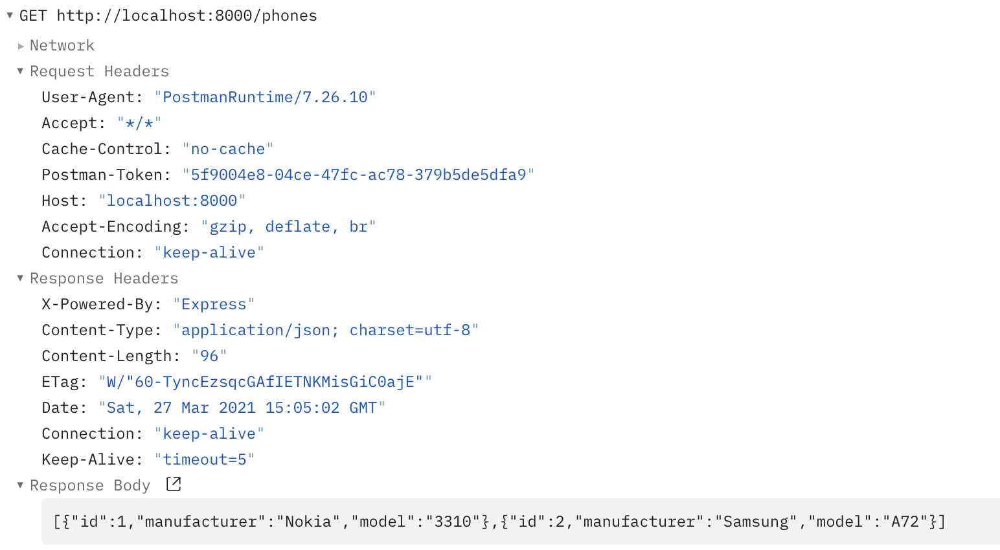 GET http://localhost:8000/phones
Network
Request Headers
User-Agent: "PostmanRuntime/7.26.10"
Accept: "*/*"
Cache-Control: "no-cache"
Postman-Token: "5f9004e8-04ce-47fc-ac78-379b5de5dfa9"
Host: "localhost:8000"
Accept-Encoding: "gzip, deflate, br"
Connection: "keep-alive"
Response Headers
X-Powered-By: "Express"
Content-Type: "application/json; charset=utf-8"
Content-Length: "96"
ETag: "W/"60-TyncEzsqcGAfIETNKMisGiC0ajE""
Date: "Sat, 27 Mar 2021 15:05:02 GMT"
Connection: "keep-alive"
Keep-Alive: "timeout=5"
Response Body
[{"id":1,"manufacturer":"Nokia","model":"3310"},{"id":2,"manufacturer":"Samsung","model":"A72"}]